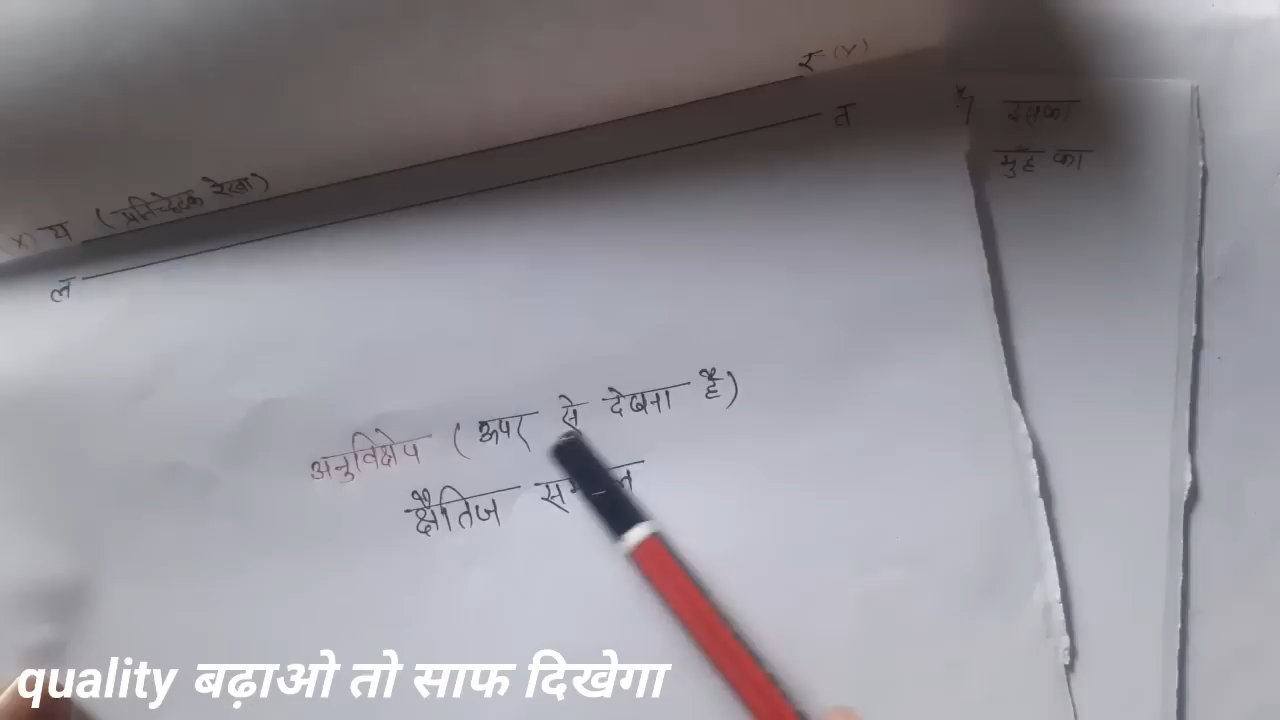 र (Y)
(X) य (प्रतिच्छेदक रेखा)
त
ल
इसका
मुह का
अनुविक्षेप (ऊपर से देखना है)
क्षैतिज
quality बढ़ाओ तो साफ दिखेगा